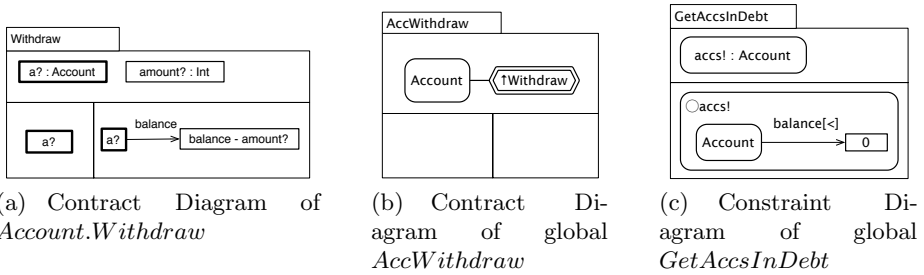 Withdraw
a? : Account
amount? : Int
a?
a?
balance
balance - amount?
(a) Contract Diagram of
Account.Withdraw
AccWithdraw
Account
↑Withdraw
(b) Contract Di-
agram of global
AccWithdraw
GetAccsInDebt
accs! : Account
accs!
Account
balance[<]
0
(c) Constraint Di-
agram of global
GetAccsInDebt